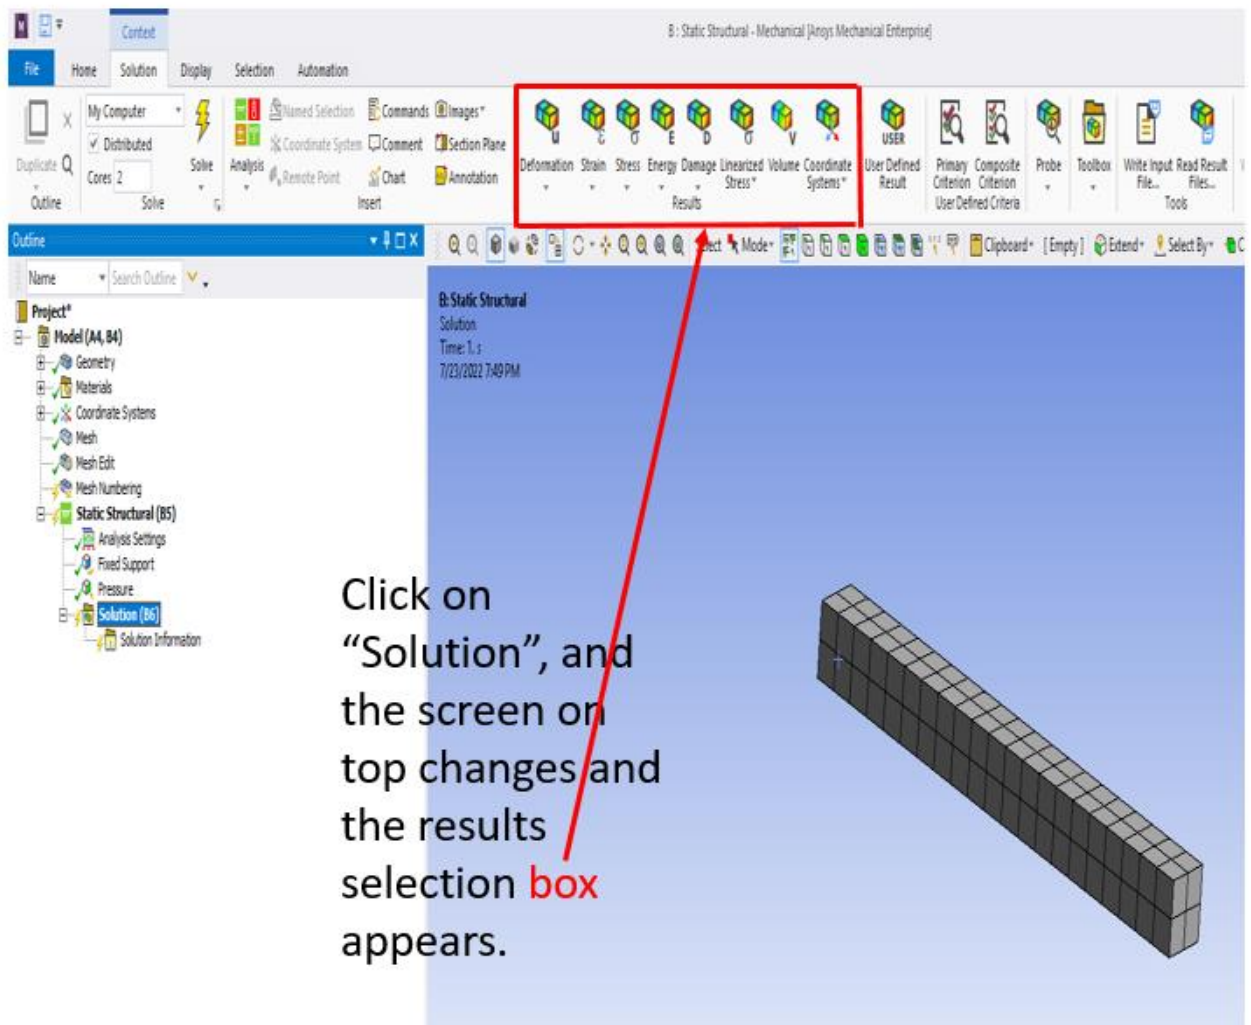 M
Context
B : Static Structural - Mechanical [Ansys Mechanical Enterprise]
File Home Solution Display Selection Automation
Duplicate
Outline
My Computer
Distributed
Cores 2
Solve
Solve
Analysis
Named Selection
Coordinate System
Remote Point
Commands
Comment
Chart
Images
Section Plane
Annotation
Insert
u ε σ E D σ V
Deformation Strain Stress Energy Damage Linearized Volume Coordinate
Stress Systems
Results
USER
User Defined
Result
Primary Composite
Criterion Criterion
User Defined Criteria
Probe
Toolbox
Write Input Read Result
File... Files...
Tools
Outline
Name Search Outline
Mode Clipboard [Empty] Extend Select By
Project*
Model (A4, B4)
Geometry
Materials
Coordinate Systems
Mesh
Mesh Edit
Mesh Numbering
Static Structural (B5)
Analysis Settings
Fixed Support
Pressure
Solution (B6)
Solution Information
B: Static Structural
Solution
Time: 1. s
7/23/2022 7:49 PM
Click on
“Solution”, and
the screen on
top changes and
the results
selection box
appears.